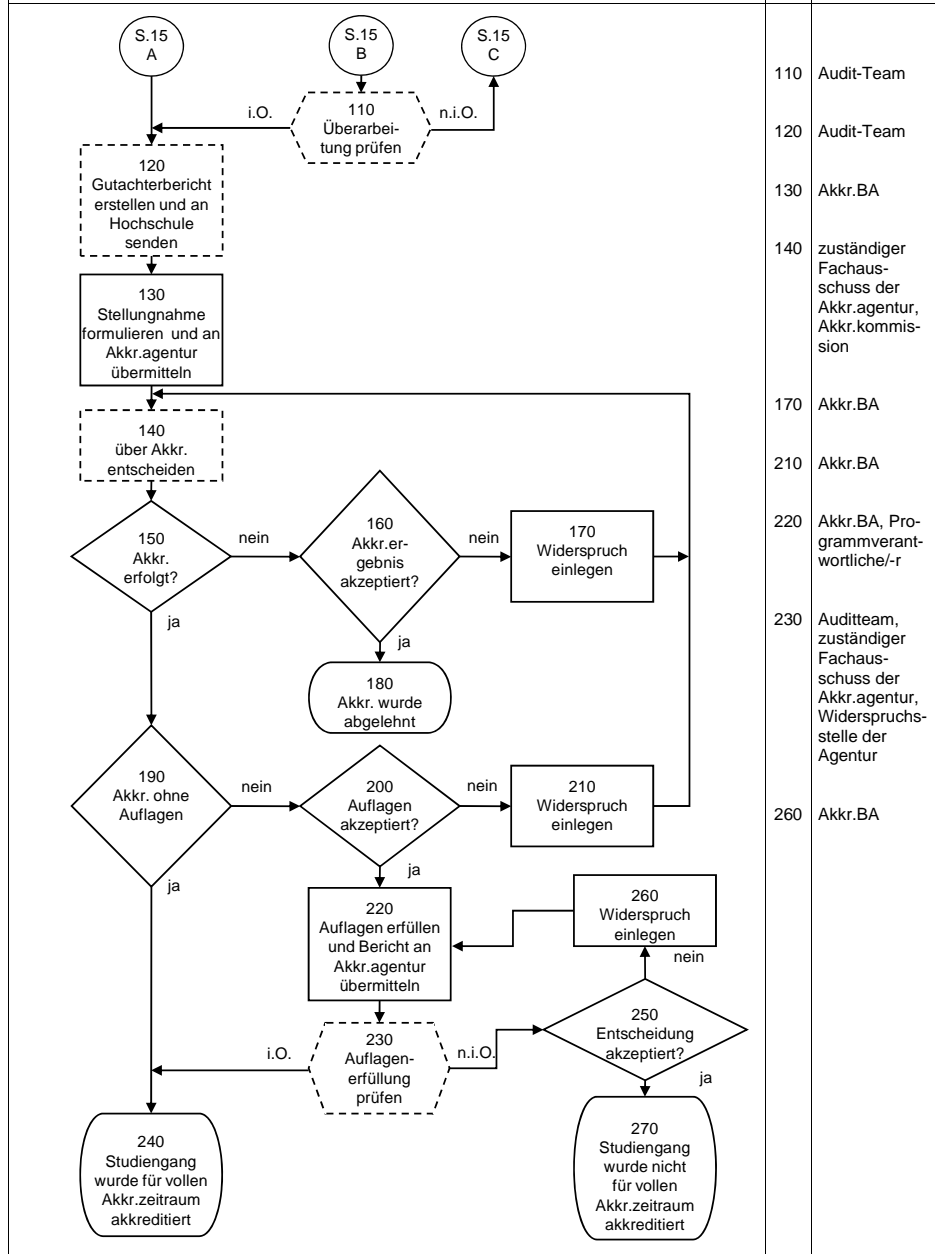 S.15
A
S.15
B
S.15
C
110
Überarbei-
tung prüfen
i.O.
n.i.O.
120
Gutachterbericht
erstellen und an
Hochschule
senden
130
Stellungnahme
formulieren und an
Akkr.agentur
übermitteln
140
über Akkr.
entscheiden
150
Akkr.
erfolgt?
nein
ja
160
Akkr.er-
gebnis
akzeptiert?
nein
ja
170
Widerspruch
einlegen
180
Akkr. wurde
abgelehnt
190
Akkr. ohne
Auflagen
nein
ja
200
Auflagen
akzeptiert?
nein
ja
210
Widerspruch
einlegen
220
Auflagen erfüllen
und Bericht an
Akkr.agentur
übermitteln
260
Widerspruch
einlegen
nein
230
Auflagen-
erfüllung
prüfen
i.O.
n.i.O.
250
Entscheidung
akzeptiert?
ja
240
Studiengang
wurde für vollen
Akkr.zeitraum
akkreditiert
270
Studiengang
wurde nicht
für vollen
Akkr.zeitraum
akkreditiert
110 Audit-Team
120 Audit-Team
130 Akkr.BA
140 zuständiger
Fachaus-
schuss der
Akkr.agentur,
Akkr.kommis-
sion
170 Akkr.BA
210 Akkr.BA
220 Akkr.BA, Pro-
grammverant-
wortliche/-r
230 Auditteam,
zuständiger
Fachaus-
schuss der
Akkr.agentur,
Widerspruchs-
stelle der
Agentur
260 Akkr.BA